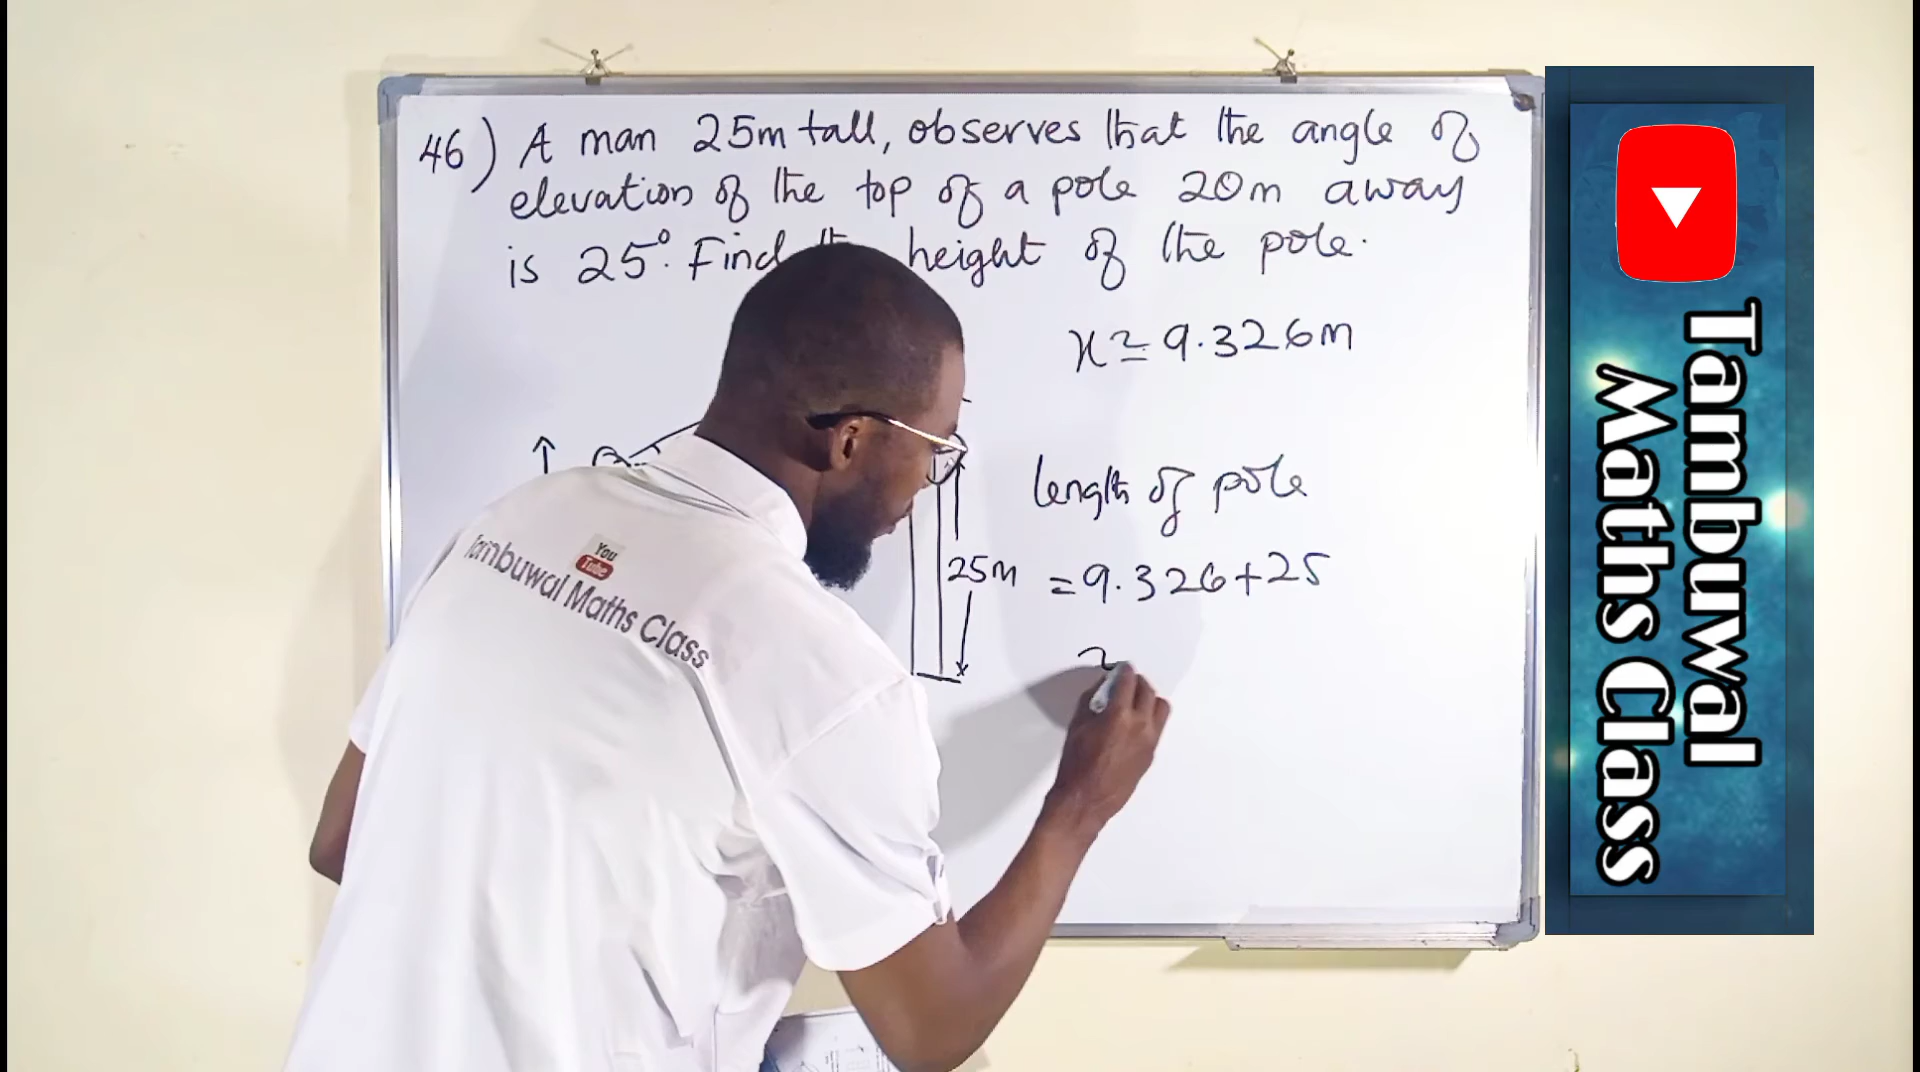 46) A man 25m tall, observes that the angle of
elevation of the top of a pole 20m away
is 25°. Find height of the pole.
x ≃ 9.326m
length of pole
= 9.326+25
25m
You
Tube
Tambuwal Maths Class
Tambuwal
Maths Class